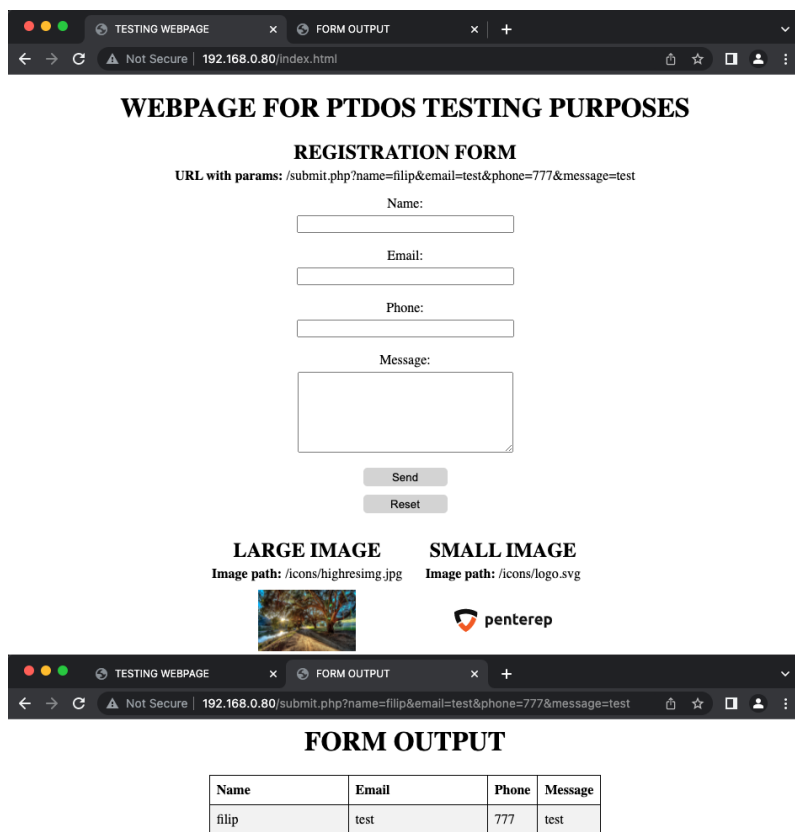 TESTING WEBPAGE
FORM OUTPUT
Not Secure 192.168.0.80/index.html
WEBPAGE FOR PTDOS TESTING PURPOSES
REGISTRATION FORM
URL with params: /submit.php?name=filip&email=test&phone=777&message=test
Name:
Email:
Phone:
Message:
Send
Reset
LARGE IMAGE SMALL IMAGE
Image path: /icons/highresimg.jpg Image path: /icons/logo.svg
penterep
TESTING WEBPAGE
FORM OUTPUT
Not Secure 192.168.0.80/submit.php?name=filip&email=test&phone=777&message=test
FORM OUTPUT
Name Email Phone Message
filip test 777 test